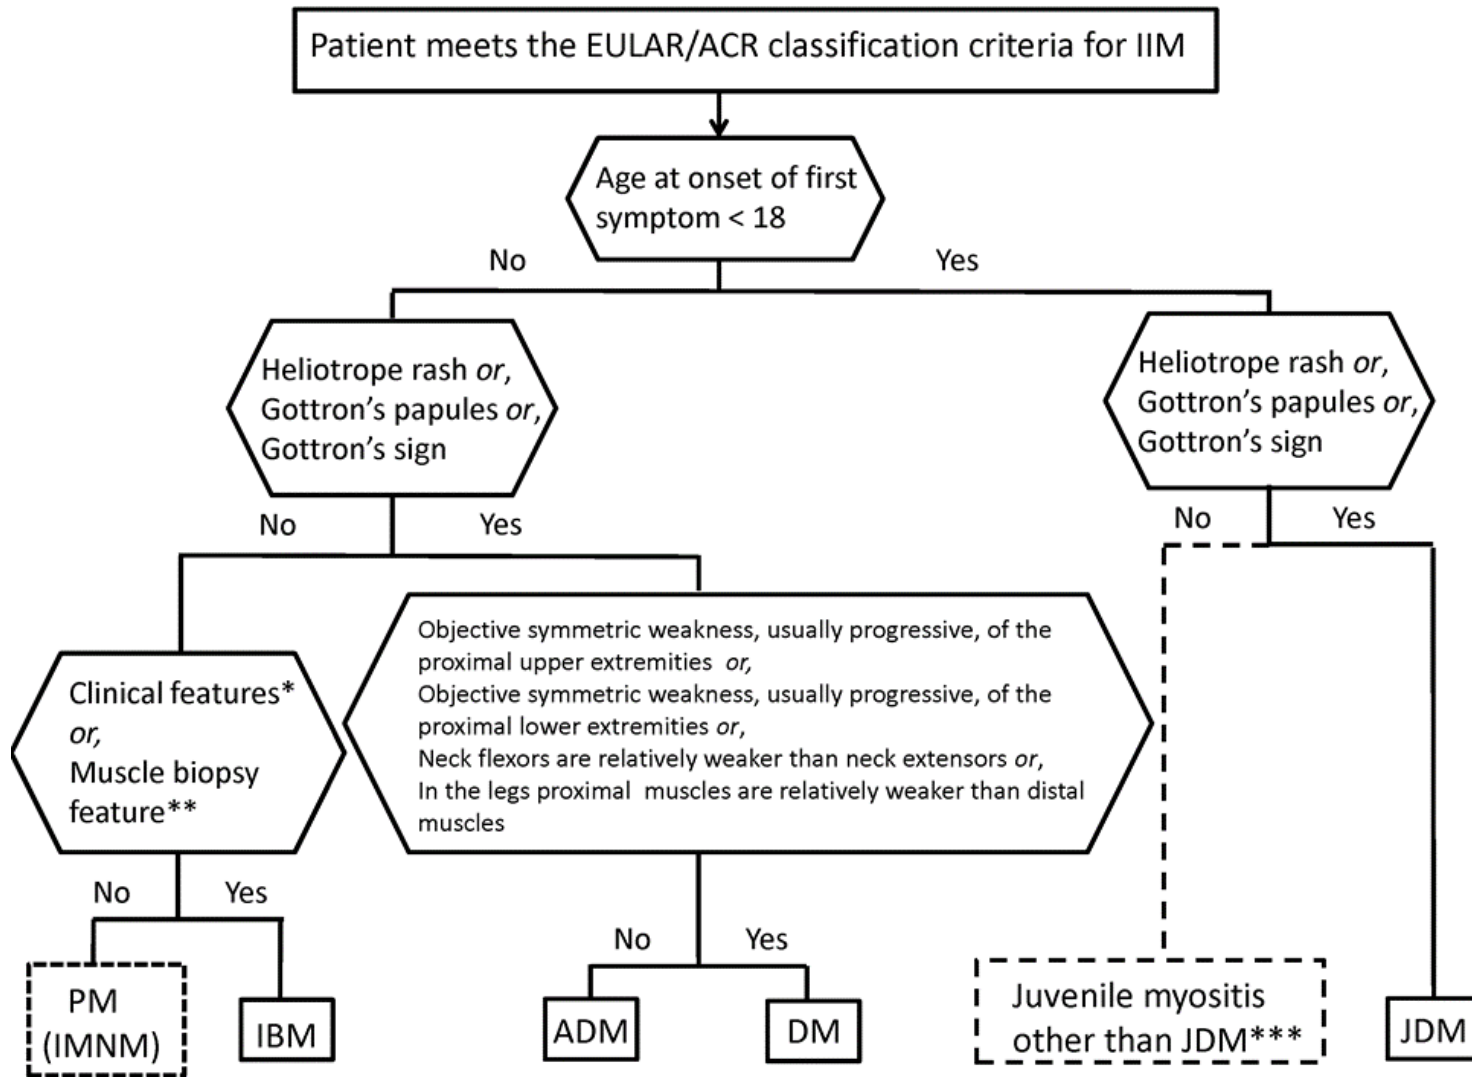 Patient meets the EULAR/ACR classification criteria for IIM
Age at onset of first
symptom < 18
No
Yes
Heliotrope rash or,
Gottron’s papules or,
Gottron’s sign
Heliotrope rash or,
Gottron’s papules or,
Gottron’s sign
No
Yes
No
Yes
Clinical features*
or,
Muscle biopsy
feature**
Objective symmetric weakness, usually progressive, of the
proximal upper extremities or,
Objective symmetric weakness, usually progressive, of the
proximal lower extremities or,
Neck flexors are relatively weaker than neck extensors or,
In the legs proximal muscles are relatively weaker than distal
muscles
No
Yes
No
Yes
PM
(IMNM)
IBM
ADM
DM
Juvenile myositis
other than JDM***
JDM